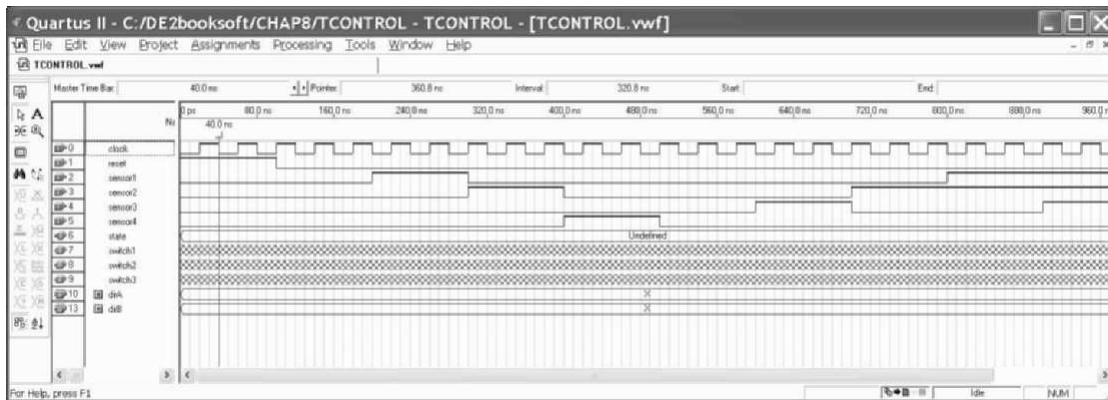 Quartus II - C:/DE2booksoft/CHAP8/TCONTROL - TCONTROL - [TCONTROL.vwf]
File Edit View Project Assignments Processing Tools Window Help
TCONTROL.vwf
Master Time Bar: 40.0 ns Pointer: 360.8 ns Interval: 320.8 ns Start: End:
0 ps 80.0 ns 160.0 ns 240.0 ns 320.0 ns 400.0 ns 480.0 ns 560.0 ns 640.0 ns 720.0 ns 800.0 ns 880.0 ns 960.0 n
Na
40.0 ns
0 clock
1 reset
2 sensor1
3 sensor2
4 sensor3
5 sensor4
6 state Undefined
7 switch1
8 switch2
9 switch3
10 dirA X
13 dirB X
For Help, press F1 Idle NUM